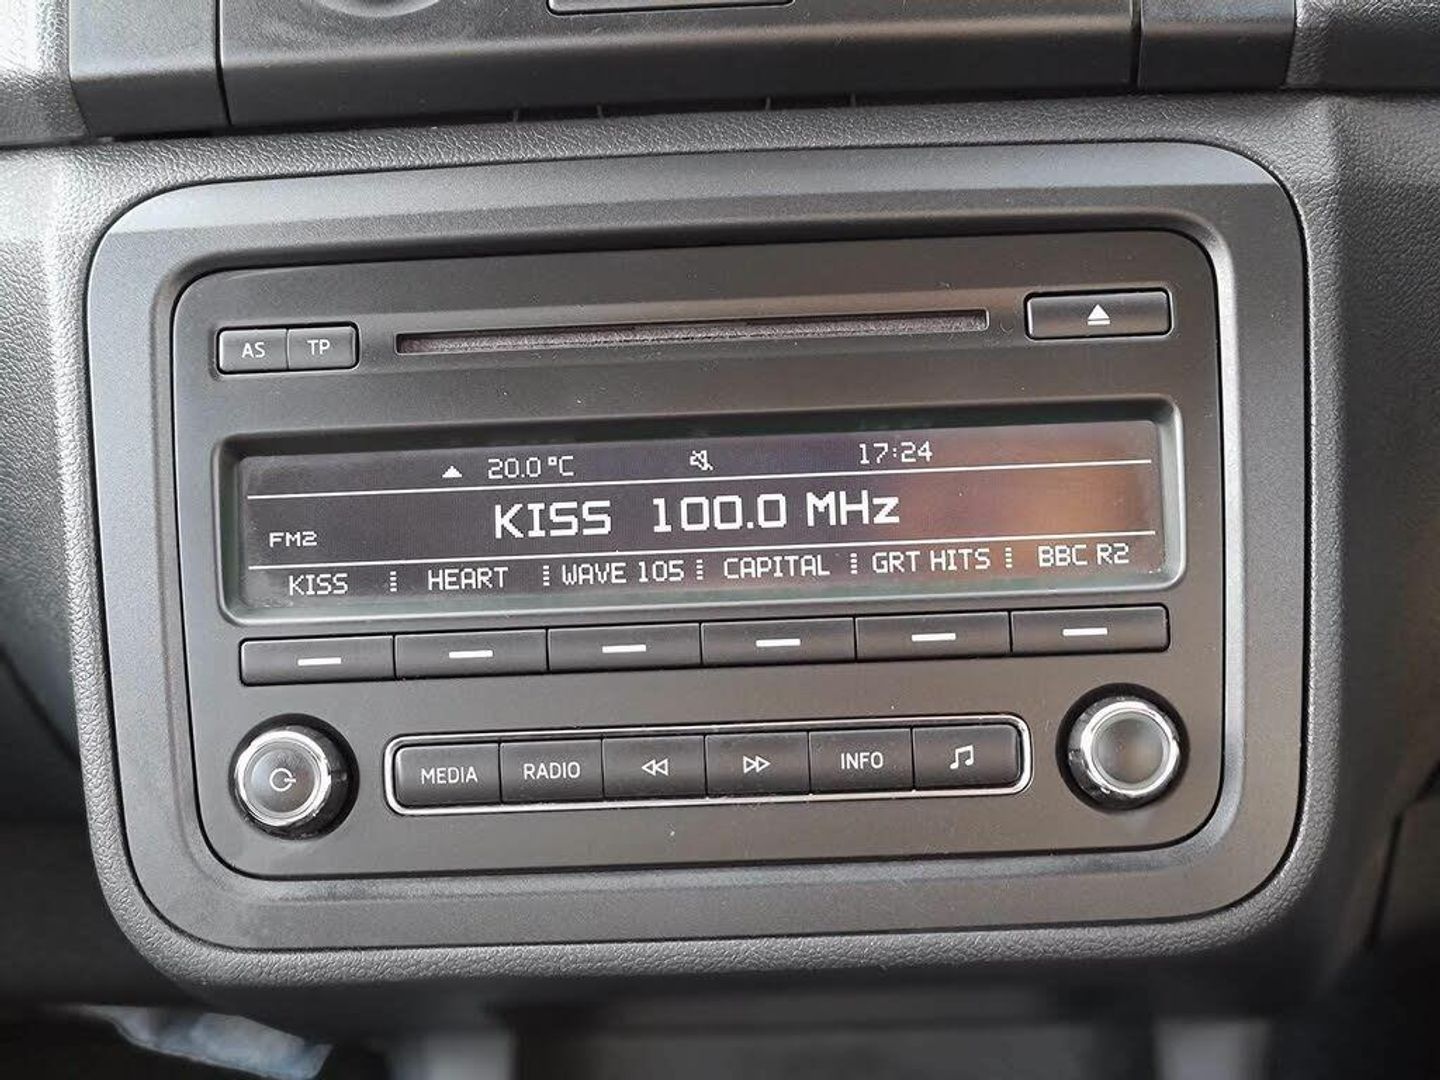 AS TP
20.0°C 17:24
FM2 KISS 100.0 MHz
KISS HEART WAVE 105 CAPITAL GRT HITS BBC R2
MEDIA RADIO INFO